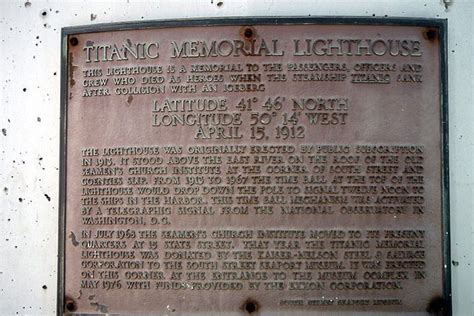 TITANIC MEMORIAL LIGHTHOUSE
THIS LIGHTHOUSE IS A MEMORIAL TO THE PASSENGERS, OFFICERS AND
CREW WHO DIED AS HEROES WHEN THE STEAMSHIP TITANIC SANK
AFTER COLLISION WITH AN ICEBERG
LATITUDE 41° 46' NORTH
LONGITUDE 50° 14' WEST
APRIL 15, 1912
THE LIGHTHOUSE WAS ORIGINALLY ERECTED BY PUBLIC SUBSCRIPTION
IN 1913. IT STOOD ABOVE THE EAST RIVER ON THE ROOF OF THE OLD
SEAMEN'S CHURCH INSTITUTE AT THE CORNER OF SOUTH STREET AND
COENTIES SLIP. FROM 1913 TO 1967 THE TIME BALL AT THE TOP OF THE
LIGHTHOUSE WOULD DROP DOWN THE POLE TO SIGNAL TWELVE NOON TO
THE SHIPS IN THE HARBOR. THIS TIME BALL MECHANISM WAS ACTIVATED
BY A TELEGRAPHIC SIGNAL FROM THE NATIONAL OBSERVATORY IN
WASHINGTON, D.C.
IN JULY 1968 THE SEAMEN'S CHURCH INSTITUTE MOVED TO ITS PRESENT
QUARTERS AT 15 STATE STREET. THAT YEAR THE TITANIC MEMORIAL
LIGHTHOUSE WAS DONATED BY THE KAISER-NELSON STEEL & SALVAGE
CORPORATION TO THE SOUTH STREET SEAPORT MUSEUM. IT WAS ERECTED
ON THIS CORNER AT THE ENTRANCE TO THE MUSEUM COMPLEX IN
MAY 1976 WITH FUNDS PROVIDED BY THE EXXON CORPORATION.
SOUTH STREET SEAPORT MUSEUM